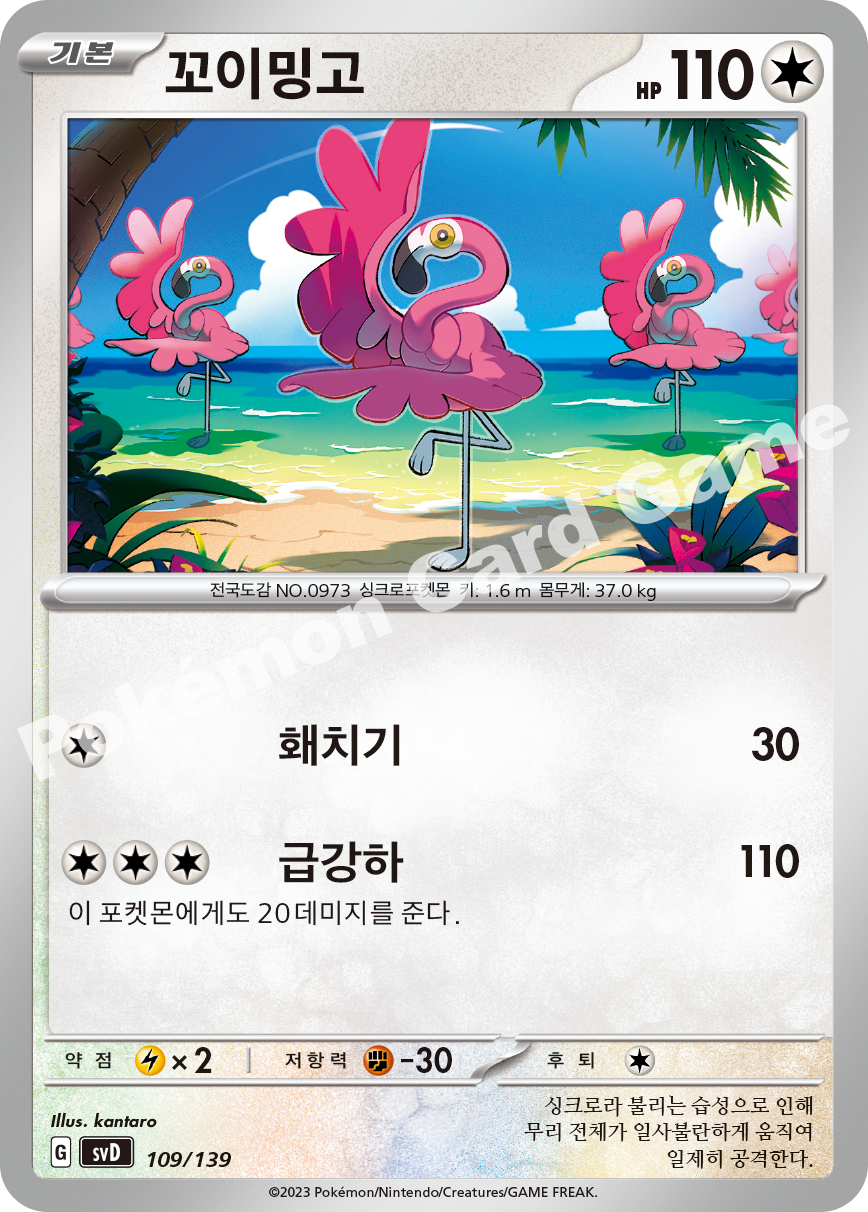 기본
꼬이밍고
HP 110
전국도감 NO.0973 싱크로포켓몬 키: 1.6 m 몸무게: 37.0 kg
Pokémon Card Game
홰치기 30
급강하 110
이 포켓몬에게도 20데미지를 준다.
약점 ×2 저항력 -30 후퇴
Illus. kantaro
싱크로라 불리는 습성으로 인해
무리 전체가 일사불란하게 움직여
일제히 공격한다.
G svD 109/139
©2023 Pokémon/Nintendo/Creatures/GAME FREAK.